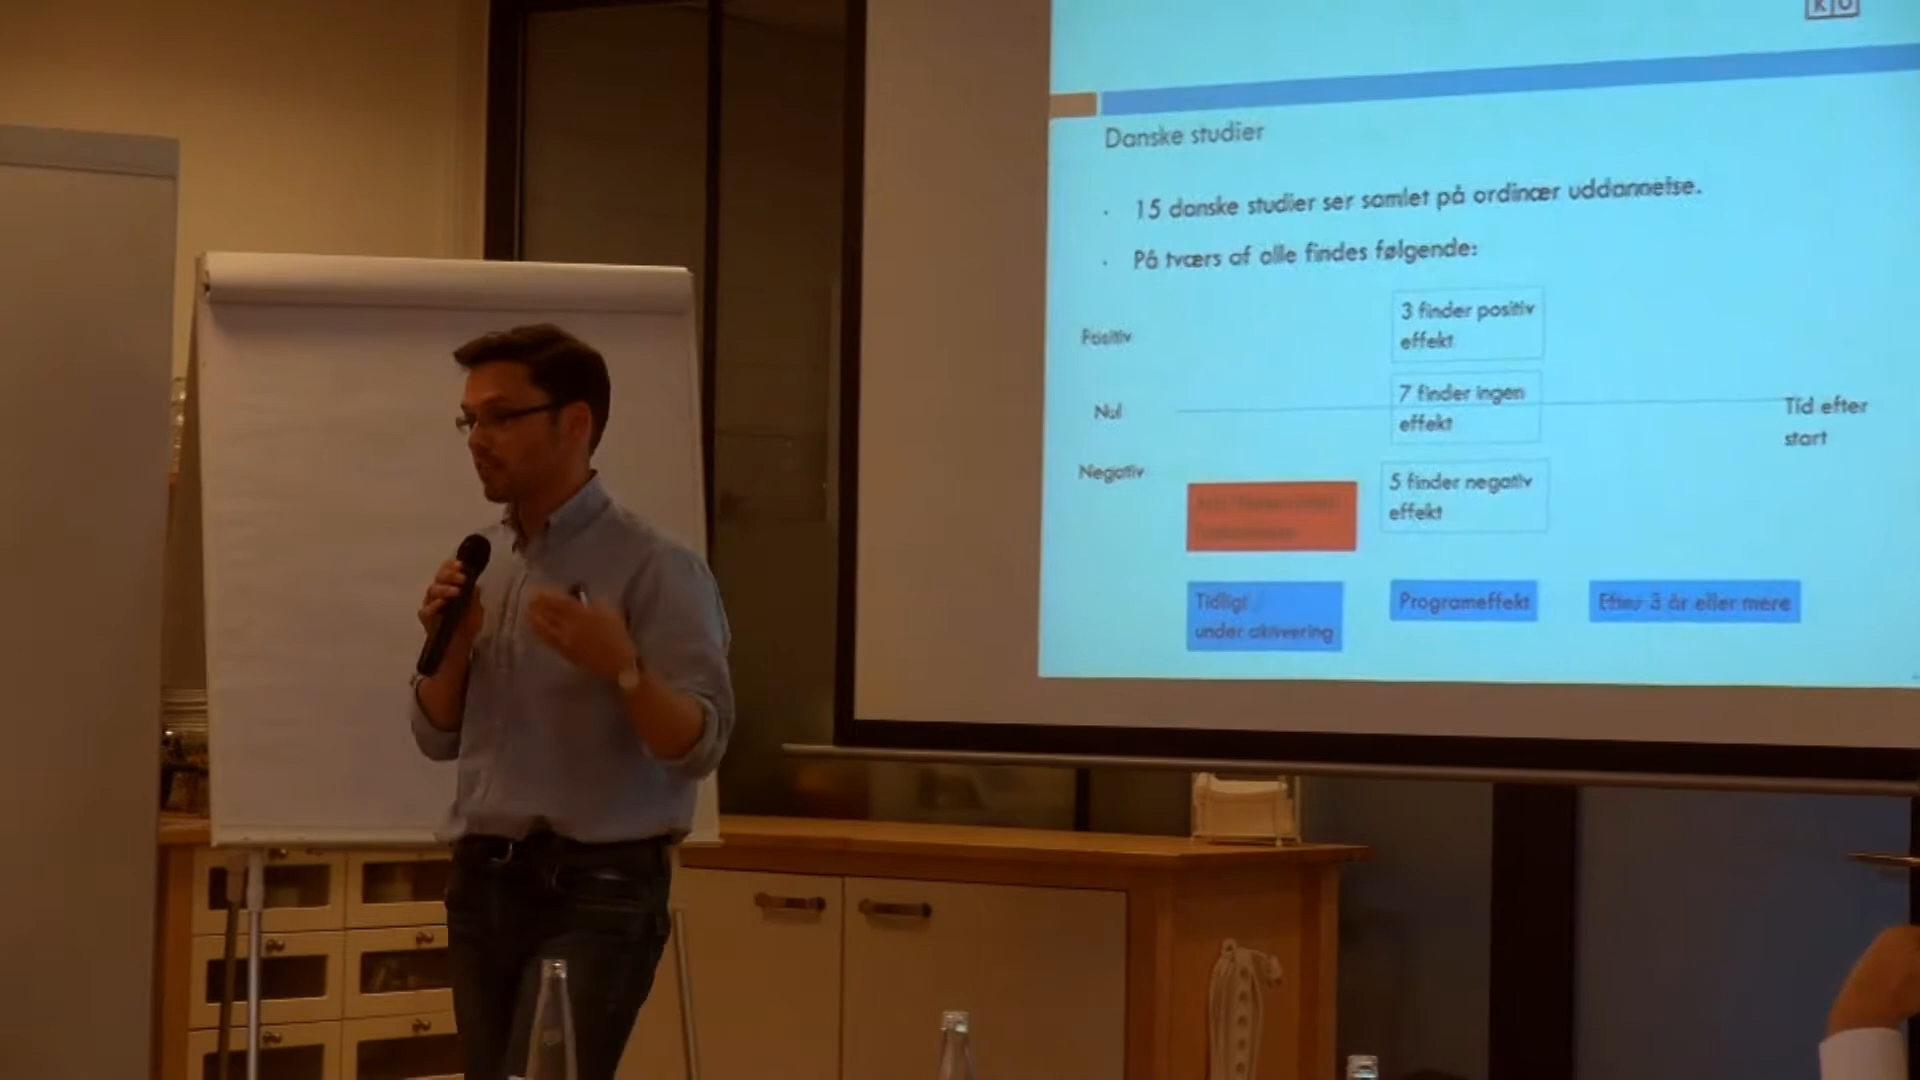 K U
Danske studier
· 15 danske studier ser samlet på ordinær uddannelse.
· På tværs af alle findes følgende:
3 finder positiv
effekt
Positiv
7 finder ingen
effekt
Nul
Tid efter
start
Negativ
5 finder negativ
effekt
Tidligt /
under aktivering
Programeffekt
Efter 3 år eller mere